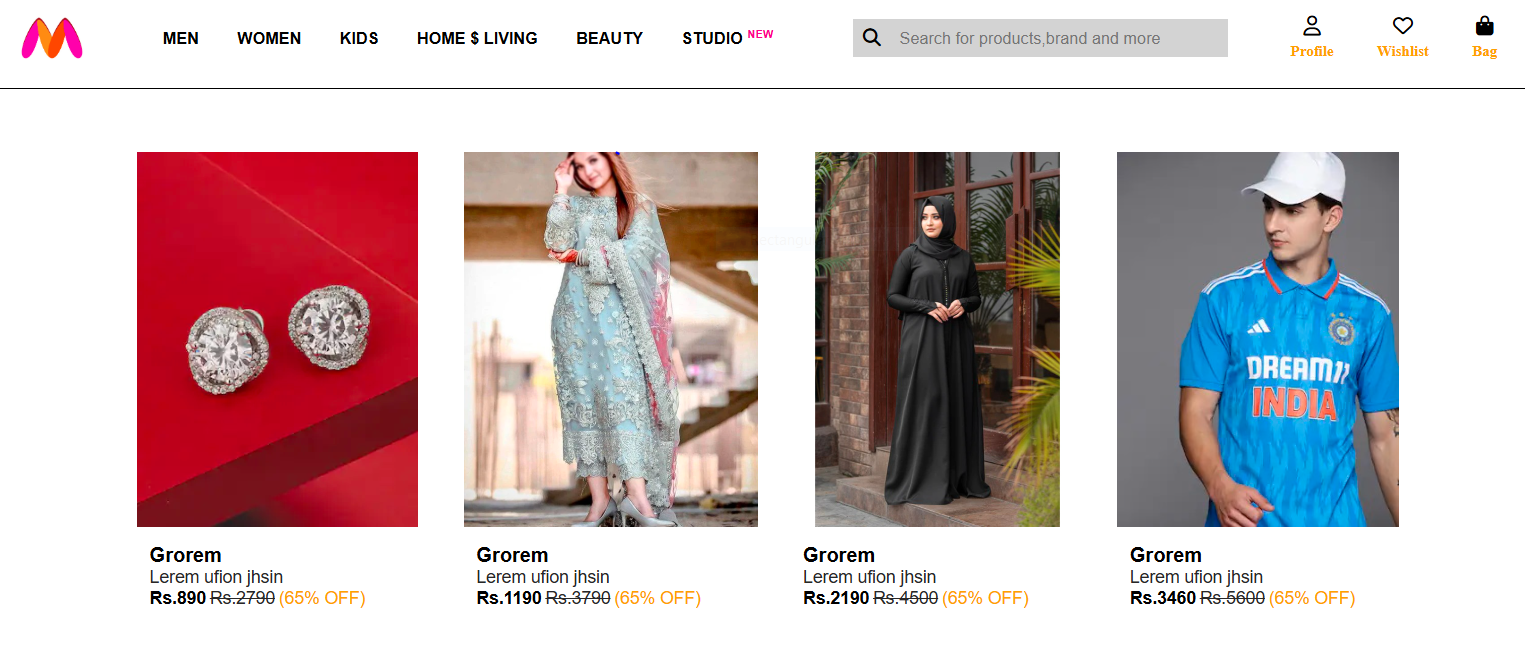 MEN WOMEN KIDS HOME $ LIVING BEAUTY STUDIO NEW
Search for products,brand and more
Profile Wishlist Bag
DREAM11
INDIA
Grorem
Lerem ufion jhsin
Rs.890 Rs.2790 (65% OFF)
Grorem
Lerem ufion jhsin
Rs.1190 Rs.3790 (65% OFF)
Grorem
Lerem ufion jhsin
Rs.2190 Rs.4500 (65% OFF)
Grorem
Lerem ufion jhsin
Rs.3460 Rs.5600 (65% OFF)